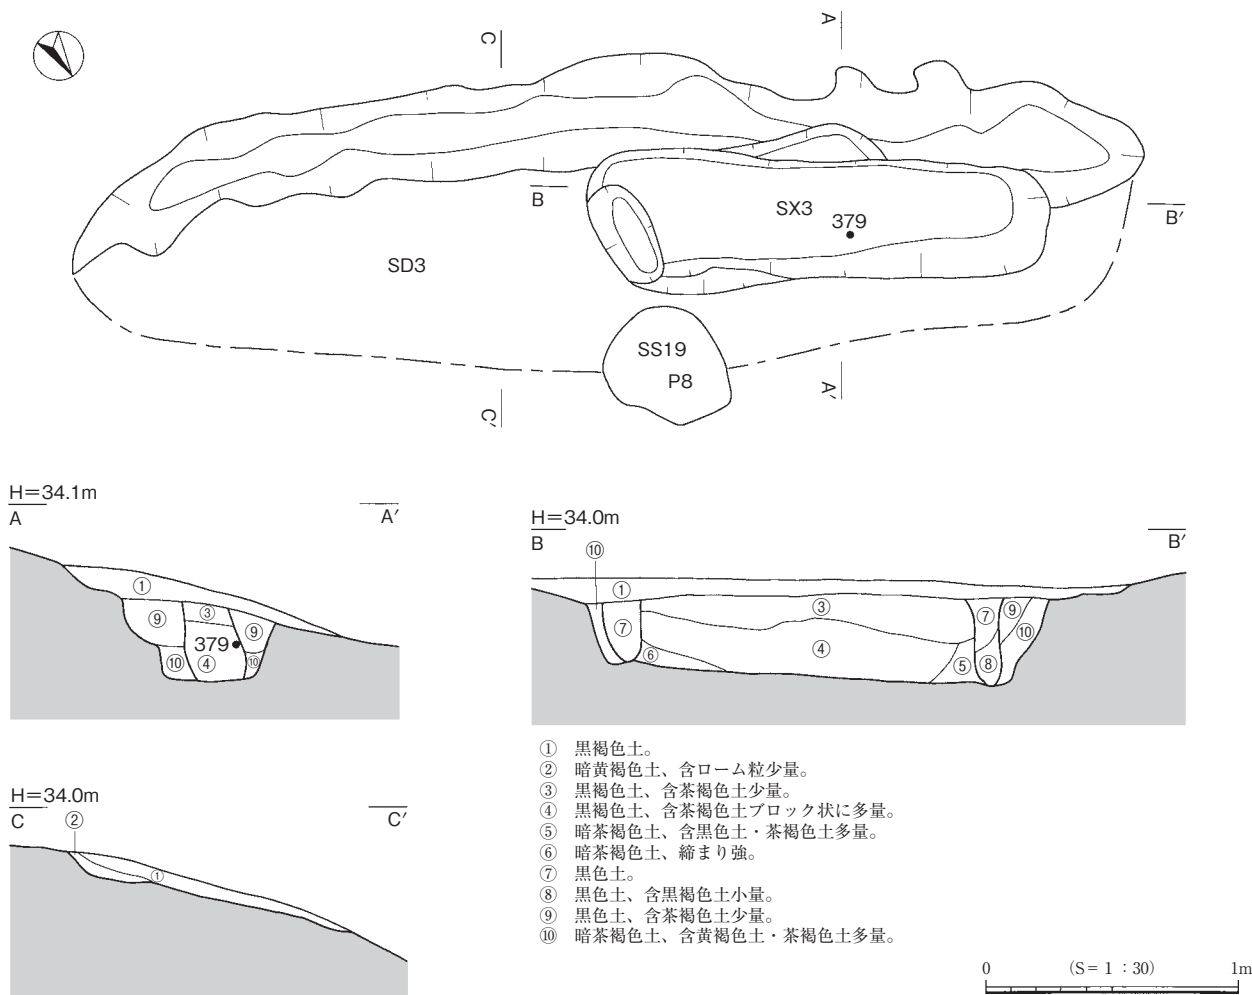 A
C
B
SX3
379
B′
SD3
SS19
P8
A′
C′
H=34.1m
A
A′
①
⑨
③
⑨
379
⑩
④
⑩
H=34.0m
B
B′
⑩
①
③
⑦
⑦
⑨
⑩
④
⑥
⑤
⑧
H=34.0m
C
C′
②
①
① 黒褐色土。
② 暗黄褐色土、含ローム粒少量。
③ 黒褐色土、含茶褐色土少量。
④ 黒褐色土、含茶褐色土ブロック状に多量。
⑤ 暗茶褐色土、含黒色土・茶褐色土多量。
⑥ 暗茶褐色土、締まり強。
⑦ 黒色土。
⑧ 黒色土、含黒褐色土小量。
⑨ 黒色土、含茶褐色土少量。
⑩ 暗茶褐色土、含黄褐色土・茶褐色土多量。
0 (S=1:30) 1m